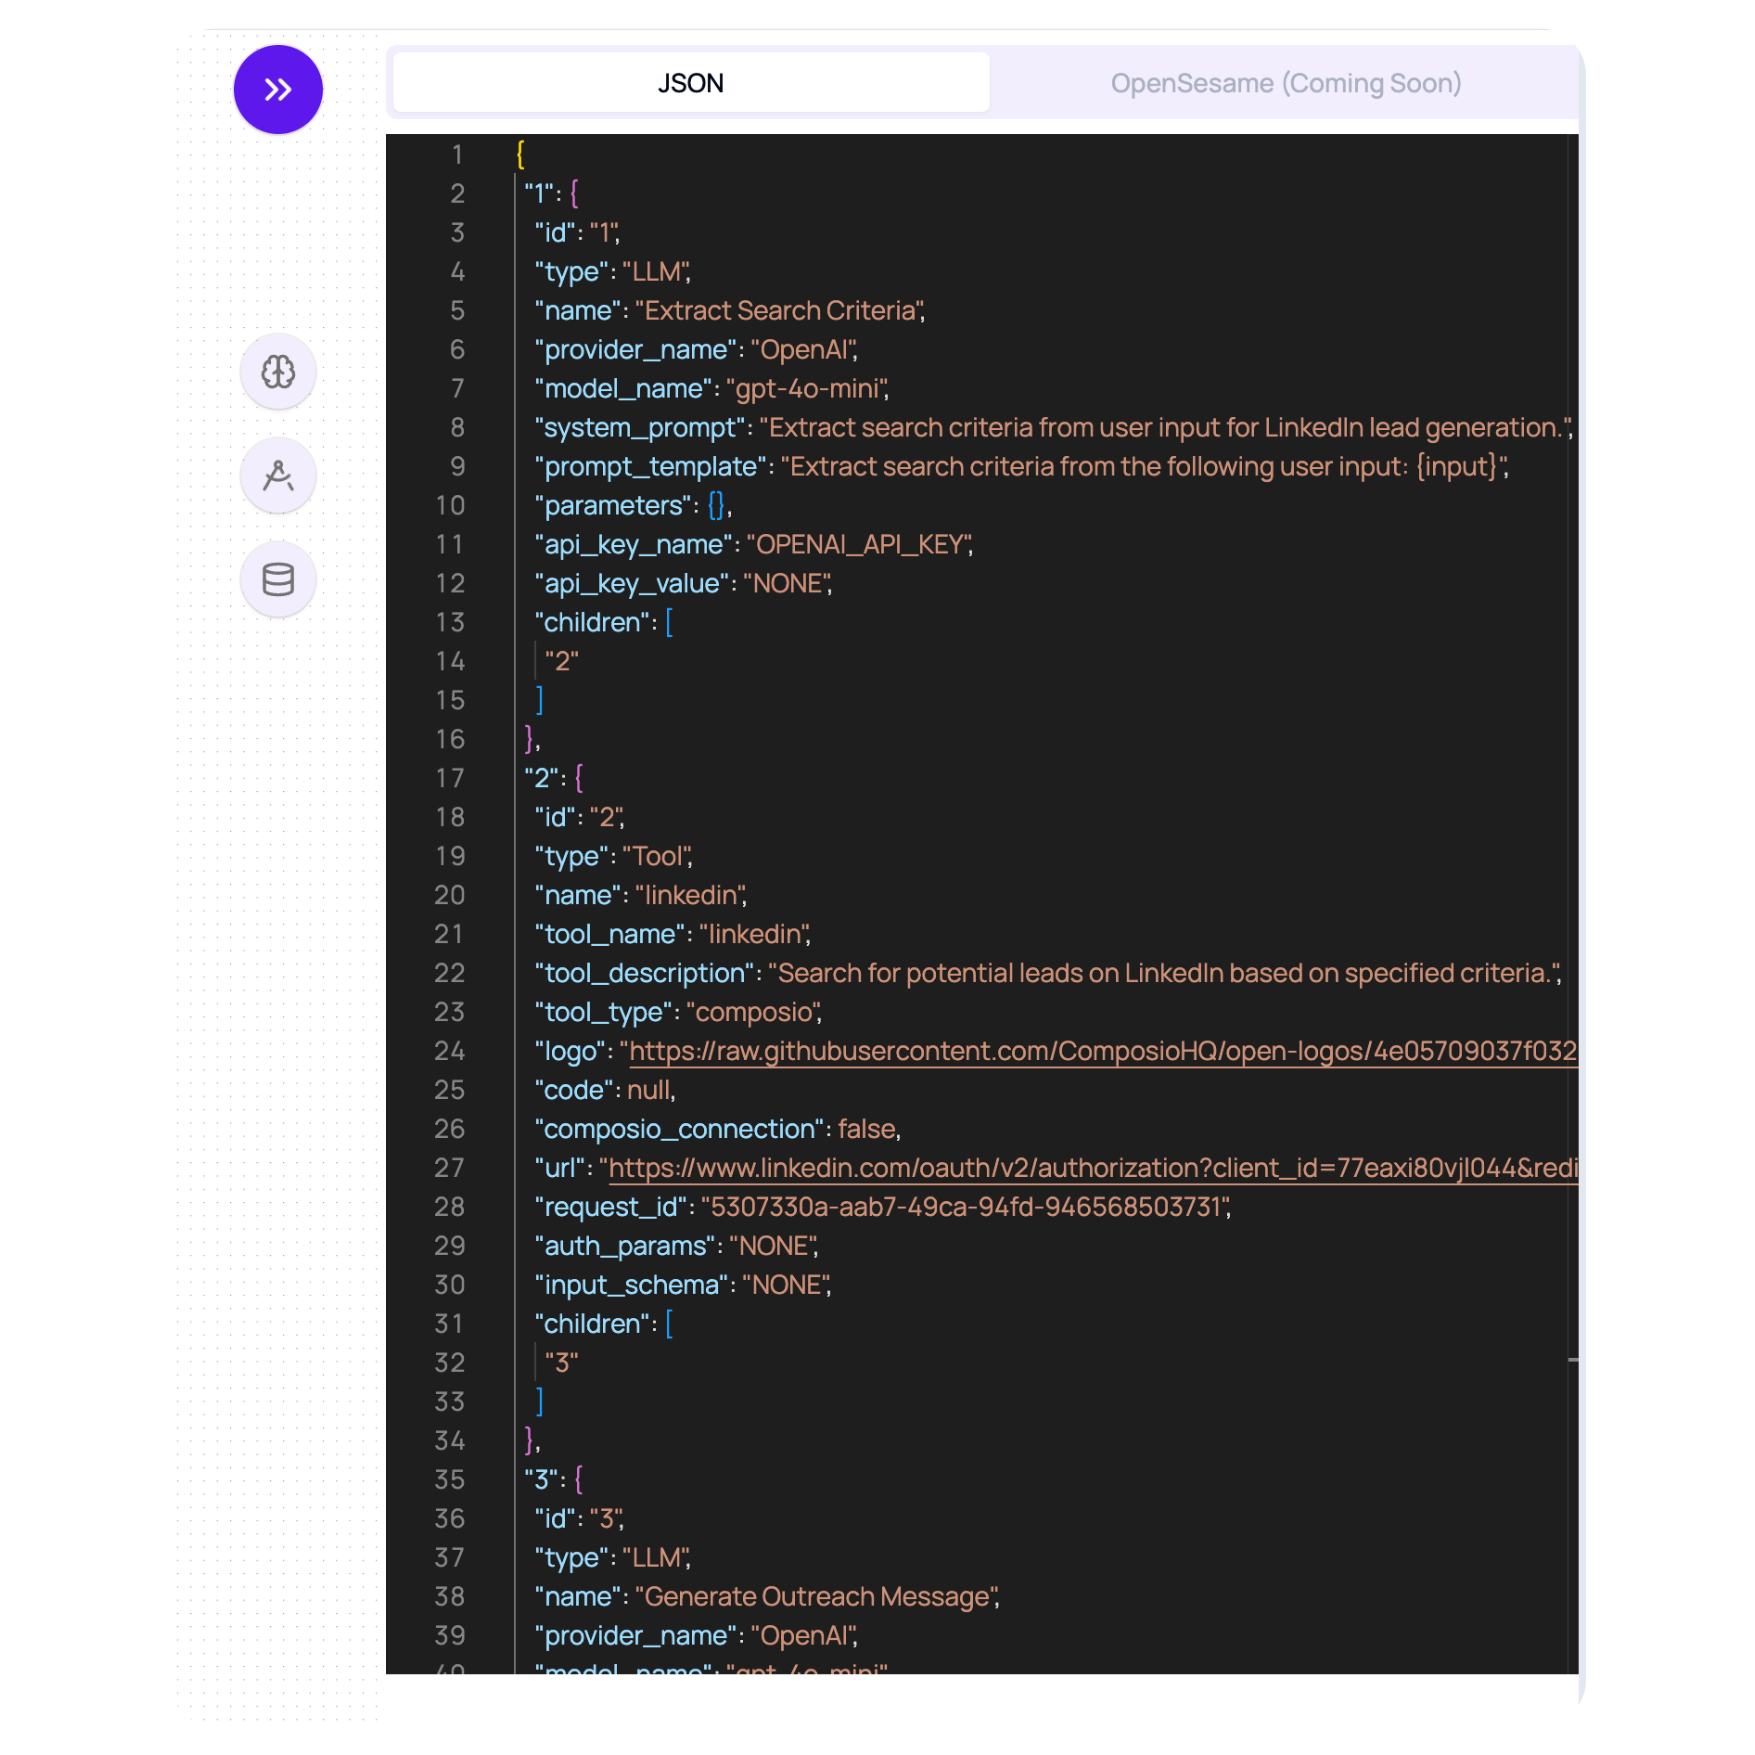 JSON
OpenSesame (Coming Soon)
1 {
2 "1": {
3 "id": "1",
4 "type": "LLM",
5 "name": "Extract Search Criteria",
6 "provider_name": "OpenAI",
7 "model_name": "gpt-4o-mini",
8 "system_prompt": "Extract search criteria from user input for LinkedIn lead generation.",
9 "prompt_template": "Extract search criteria from the following user input: {input}",
10 "parameters": {},
11 "api_key_name": "OPENAI_API_KEY",
12 "api_key_value": "NONE",
13 "children": [
14 "2"
15 ]
16 },
17 "2": {
18 "id": "2",
19 "type": "Tool",
20 "name": "linkedin",
21 "tool_name": "linkedin",
22 "tool_description": "Search for potential leads on LinkedIn based on specified criteria.",
23 "tool_type": "composio",
24 "logo": "https://raw.githubusercontent.com/ComposioHQ/open-logos/4e05709037f032
25 "code": null,
26 "composio_connection": false,
27 "url": "https://www.linkedin.com/oauth/v2/authorization?client_id=77eaxi80vjl044&redi
28 "request_id": "5307330a-aab7-49ca-94fd-946568503731",
29 "auth_params": "NONE",
30 "input_schema": "NONE",
31 "children": [
32 "3"
33 ]
34 },
35 "3": {
36 "id": "3",
37 "type": "LLM",
38 "name": "Generate Outreach Message",
39 "provider_name": "OpenAI",
40 "model_name": "gpt-4o-mini"